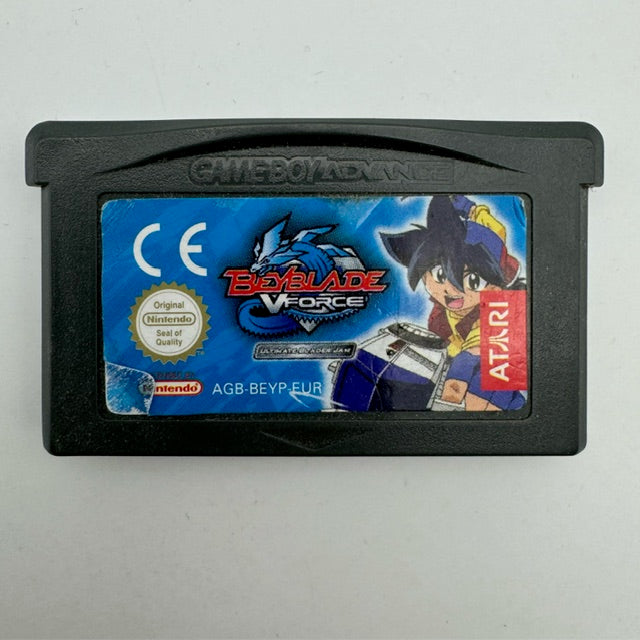 GAME BOY ADVANCE
CE
BEYBLADE
VFORCE
ULTIMATE BLADER JAM
Original
Nintendo
Seal of
Quality
TM
Nintendo
AGB-BEYP-EUR
ATARI